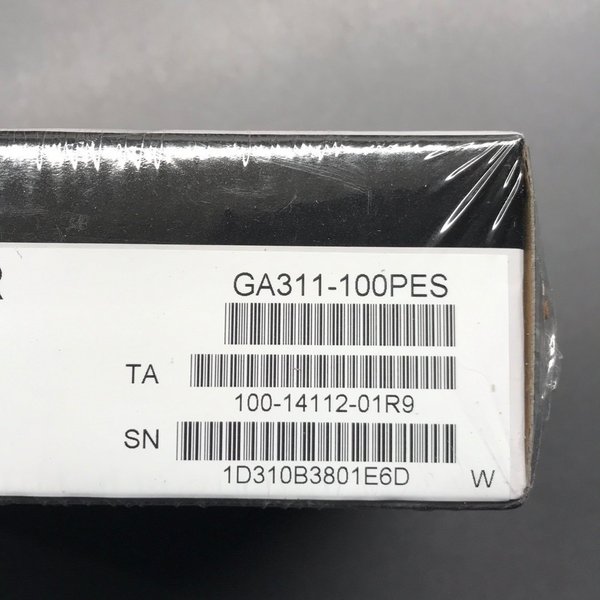 R
GA311-100PES
TA
100-14112-01R9
SN
1D310B3801E6D
W